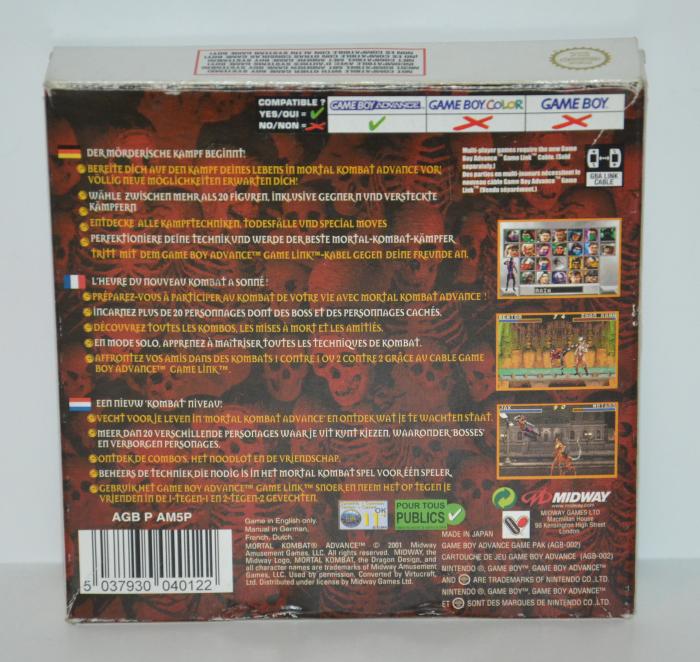 COMPATIBLE ?
YES/OUI =
NO/NON =
GAME BOY ADVANCE
GAME BOY COLOR
GAME BOY
Multi-player games require the new Game
Boy Advance™ Game Link™ Cable. (Sold
separately.)
Des parties en multi-joueurs nécessitent le
nouveau câble Game Boy Advance™ Game
Link™ (Vendu séparément.)
GBA LINK
CABLE
DER MÖRDERISCHE KAMPF BEGINNT!
BEREITE DICH AUF DEN KAMPF DEINES LEBENS IN MORTAL KOMBAT ADVANCE VOR!
VÖLLIG NEUE MÖGLICHKEITEN ERWARTEN DICH!
WÄHLE ZWISCHEN MEHR ALS 20 FIGUREN, INKLUSIVE GEGNERN UND VERSTECKTE
KÄMPFERN
ENTDECKE ALLE KAMPFTECHNIKEN, TODESFÄLLE UND SPECIAL MOVES
PERFEKTIONIERE DEINE TECHNIK UND WERDE DER BESTE MORTAL-KOMBAT-KÄMPFER
TRITT MIT DEM GAME BOY ADVANCE™ GAME LINK™-KABEL GEGEN DEINE FREUNDE AN.
L'HEURE DU NOUVEAU KOMBAT A SONNÉ!
PRÉPAREZ-VOUS À PARTICIPER AU KOMBAT DE VOTRE VIE AVEC MORTAL KOMBAT ADVANCE !
INCARNEZ PLUS DE 20 PERSONNAGES DONT DES BOSS ET DES PERSONNAGES CACHÉS.
DÉCOUVREZ TOUTES LES KOMBOS, LES MISES À MORT ET LES AMITIÉS.
EN MODE SOLO, APPRENEZ À MAÎTRISER TOUTES LES TECHNIQUES DE KOMBAT.
AFFRONTEZ VOS AMIS DANS DES KOMBATS 1 CONTRE 1 OU 2 CONTRE 2 GRÂCE AU CABLE GAME
BOY ADVANCE™ GAME LINK™.
EEN NIEUW 'KOMBAT' NIVEAU:
VECHT VOOR JE LEVEN IN 'MORTAL KOMBAT ADVANCE' EN ONTDEK WAT JE TE WACHTEN STAAT.
MEER DAN 20 VERSCHILLENDE PERSONAGES WAAR JE UIT KUNT KIEZEN, WAARONDER 'BOSSES'
EN VERBORGEN PERSONAGES.
ONTDEK DE COMBO'S, HET NOODLOT EN DE VRIENDSCHAP.
BEHEERS DE TECHNIEK DIE NODIG IS IN HET MORTAL KOMBAT SPEL VOOR ÉÉN SPELER
GEBRUIK HET GAME BOY ADVANCE™ GAME LINK™ SNOER EN NEEM HET OP TEGEN JE
VRIENDEN IN DE 1-TEGEN-1 EN 2-TEGEN-2 GEVECHTEN.
AGB P AM5P
5 037930 040122
Game in English only.
Manual in German,
French, Dutch.
MORTAL KOMBAT® ADVANCE™ © 2001 Midway
Amusement Games, LLC. All rights reserved. MIDWAY, the
Midway Logo, MORTAL KOMBAT, the Dragon Design, and
all character names are trademarks of Midway Amusement
Games, LLC. Used by permission. Converted by Virtucraft,
Ltd. Distributed under license by Midway Games Ltd.
OK
11+
POUR TOUS
PUBLICS
MIDWAY
www.midway.com
MIDWAY GAMES LTD
Macmillan House
96 Kensington High Street
London
MADE IN JAPAN
GAME BOY ADVANCE GAME PAK (AGB-002)
CARTOUCHE DE JEU GAME BOY ADVANCE (AGB-002)
NINTENDO ®, GAME BOY™, GAME BOY ADVANCE
AND ARE TRADEMARKS OF NINTENDO CO.,LTD.
NINTENDO ®, GAME BOY™, GAME BOY ADVANCE
ET SONT DES MARQUES DE NINTENDO CO.,LTD.